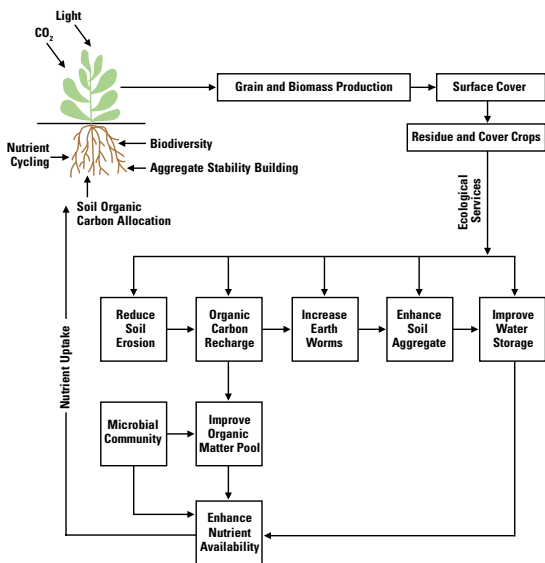 Light
CO₂
Grain and Biomass Production
Surface Cover
Residue and Cover Crops
Nutrient
Cycling
Biodiversity
Aggregate Stability Building
Soil Organic
Carbon Allocation
Ecological
Services
Reduce
Soil
Erosion
Organic
Carbon
Recharge
Increase
Earth
Worms
Enhance
Soil
Aggregate
Improve
Water
Storage
Nutrient Uptake
Microbial
Community
Improve
Organic
Matter Pool
Enhance
Nutrient
Availability